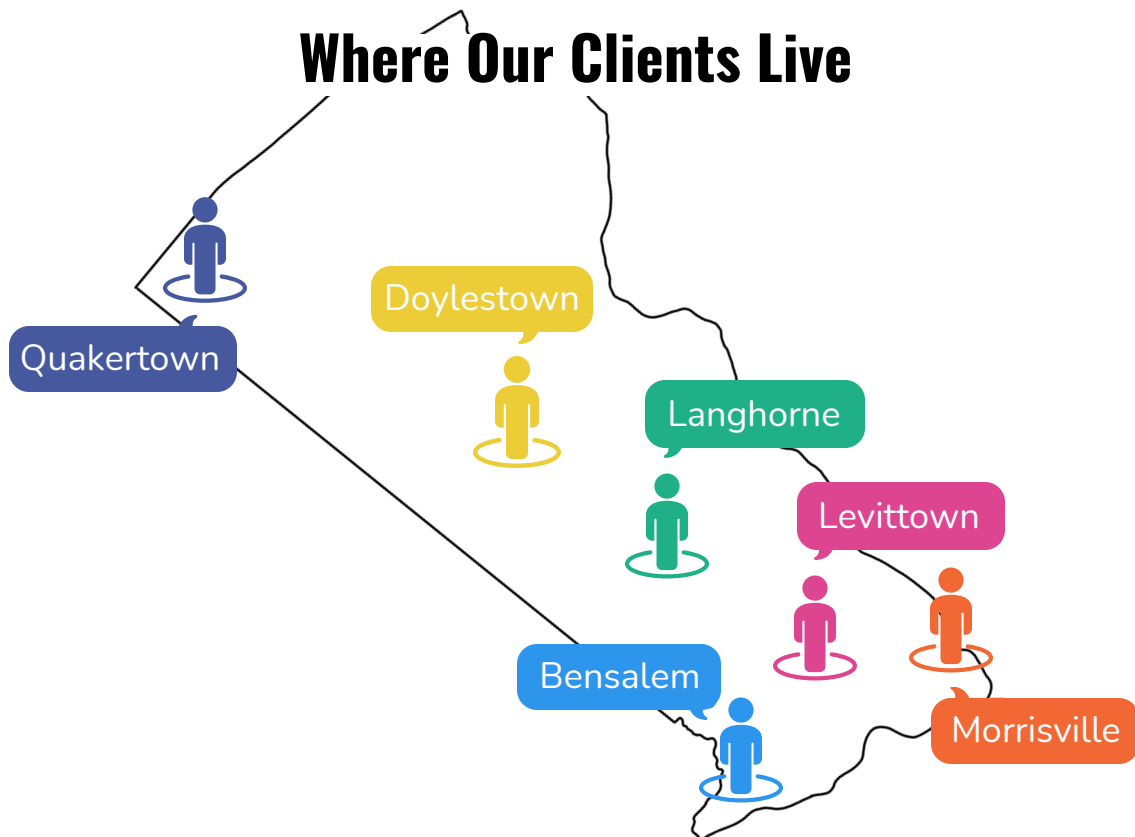 Where Our Clients Live
Doylestown
Quakertown
Langhorne
Levittown
Bensalem
Morrisville